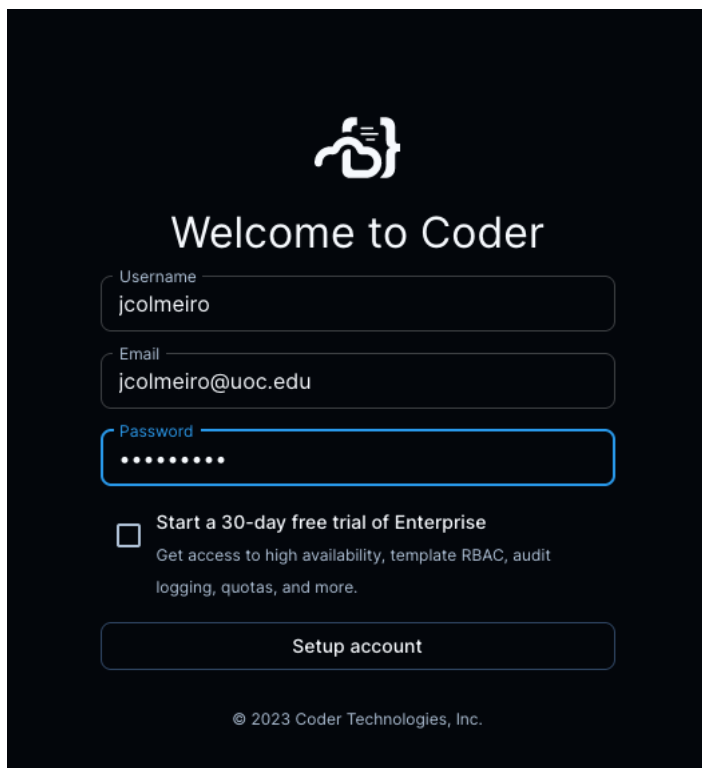 Welcome to Coder
Username
jcolmeiro
Email
jcolmeiro@uoc.edu
Password
•••••••••
Start a 30-day free trial of Enterprise
Get access to high availability, template RBAC, audit
logging, quotas, and more.
Setup account
© 2023 Coder Technologies, Inc.